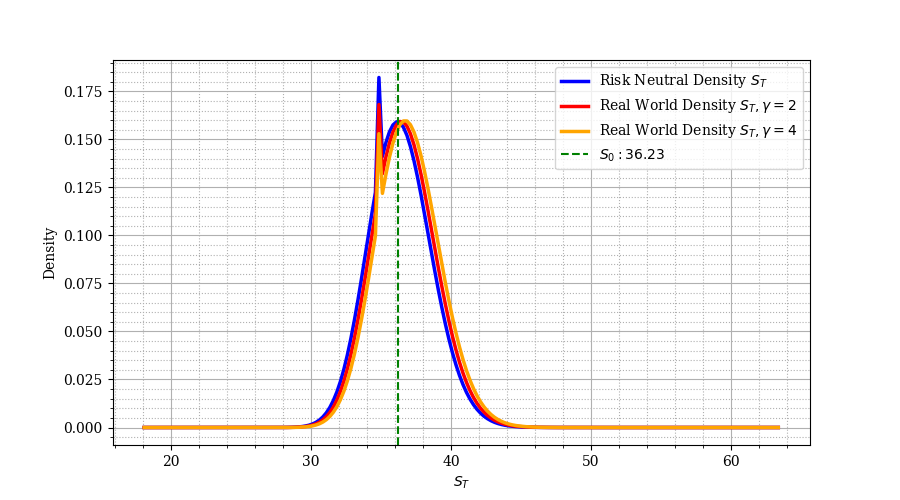 0.175
0.150
0.125
0.100
0.075
0.050
0.025
0.000
Density
20
30
40
50
60
S_T
Risk Neutral Density S_T
Real World Density S_T, γ = 2
Real World Density S_T, γ = 4
S_0 : 36.23